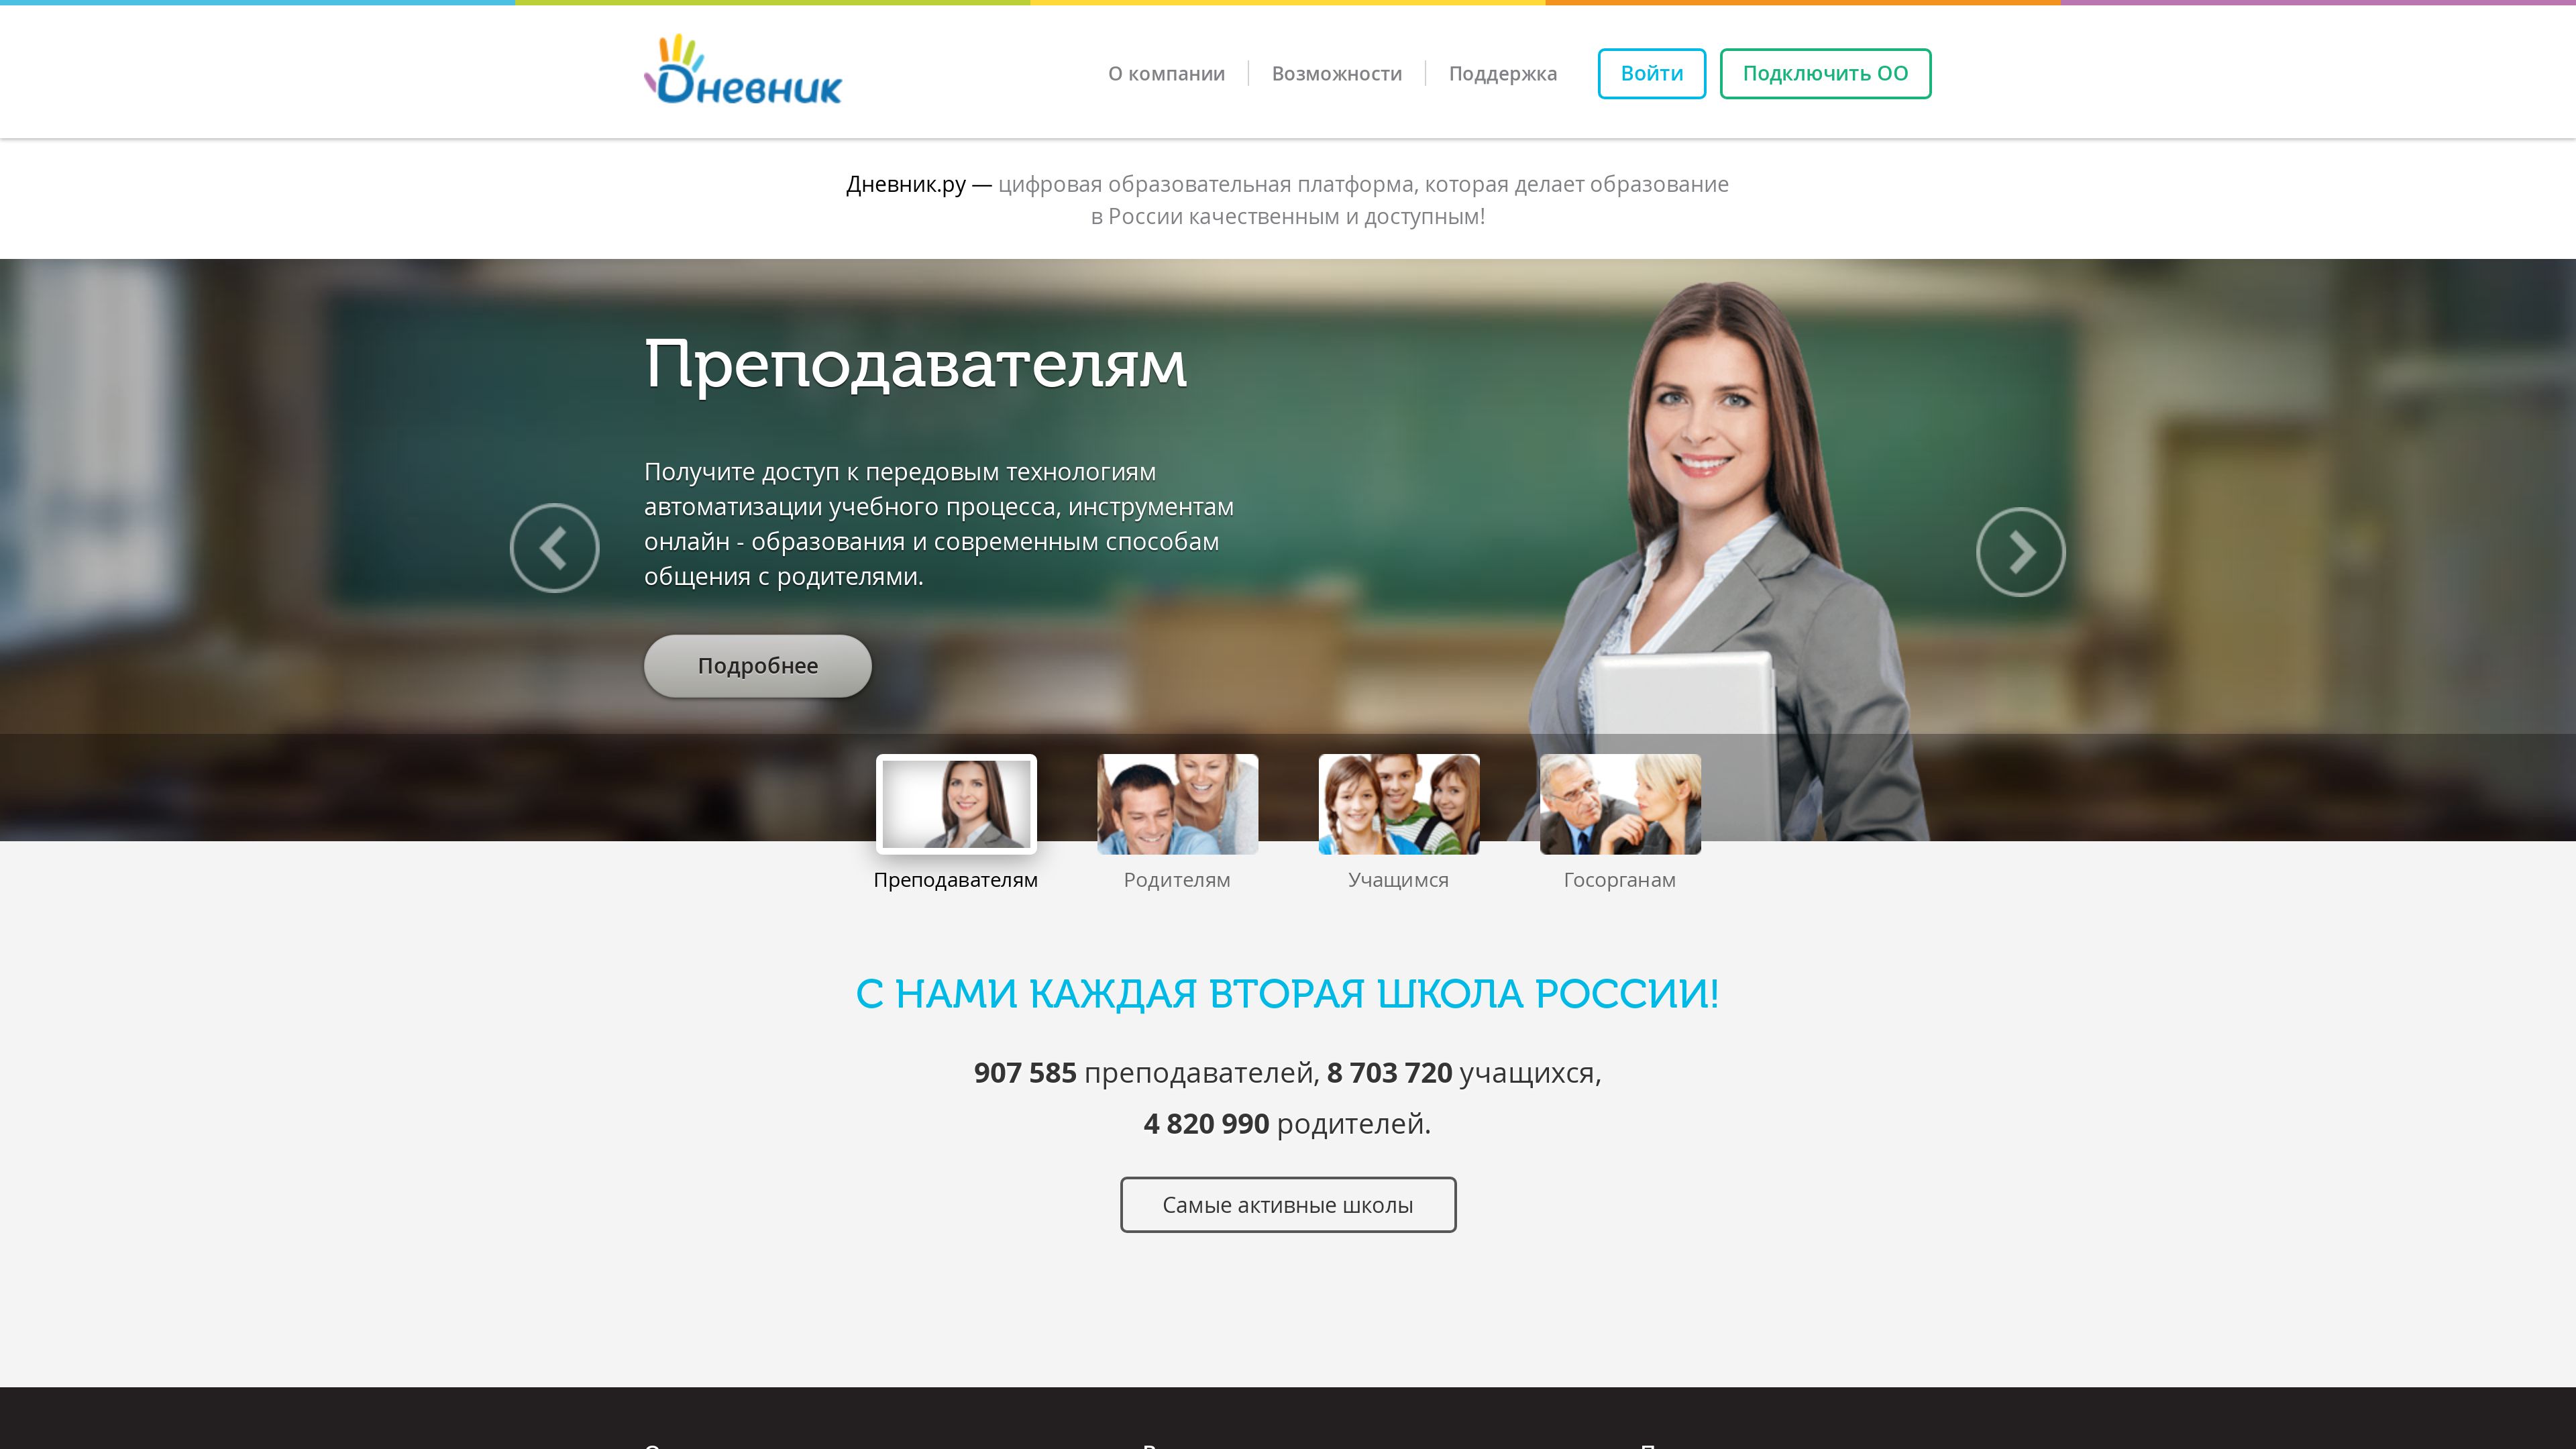 Дневник
О компании
Возможности
Поддержка
Войти
Подключить ОО
Дневник.ру — цифровая образовательная платформа, которая делает образование
в России качественным и доступным!
Преподавателям
Получите доступ к передовым технологиям
автоматизации учебного процесса, инструментам
онлайн - образования и современным способам
общения с родителями.
Подробнее
Преподавателям
Родителям
Учащимся
Госорганам
С НАМИ КАЖДАЯ ВТОРАЯ ШКОЛА РОССИИ!
907 585 преподавателей, 8 703 720 учащихся,
4 820 990 родителей.
Самые активные школы